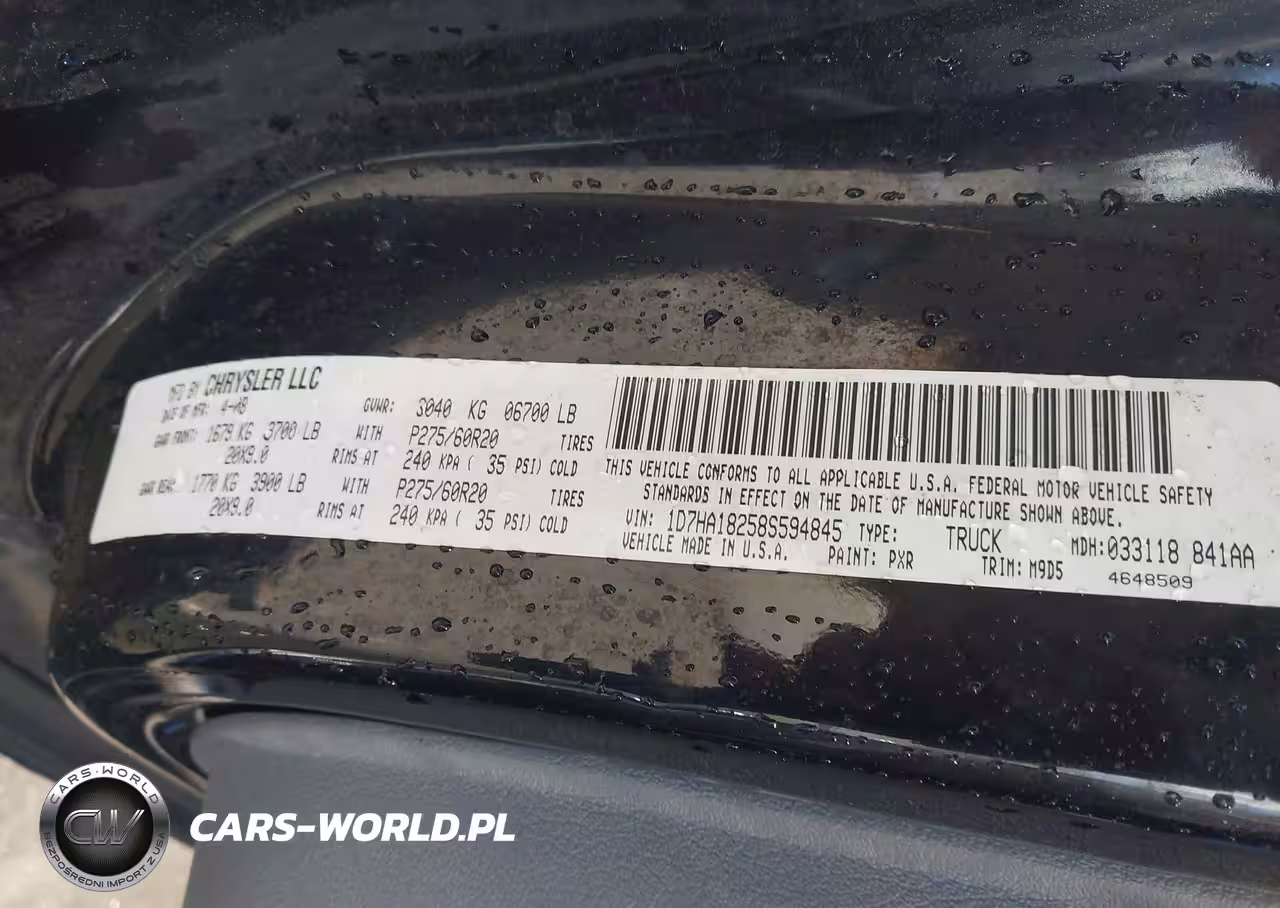 MFD BY CHRYSLER LLC
DATE OF MFR: 4-08
GVWR: 3040 KG 06700 LB
GAWR FRONT: 1679 KG 3700 LB WITH P275/60R20 TIRES
20X9.0 RIMS AT 240 KPA ( 35 PSI) COLD
GAWR REAR: 1770 KG 3900 LB WITH P275/60R20 TIRES
20X9.0 RIMS AT 240 KPA ( 35 PSI) COLD
THIS VEHICLE CONFORMS TO ALL APPLICABLE U.S.A. FEDERAL MOTOR VEHICLE SAFETY
STANDARDS IN EFFECT ON THE DATE OF MANUFACTURE SHOWN ABOVE.
VIN: 1D7HA18258S594845 TYPE: TRUCK MDH:033118 841AA
VEHICLE MADE IN U.S.A. PAINT: PXR TRIM: M9D5 4648509
CARS-WORLD
CW
BEZPOŚREDNI IMPORT Z USA
CARS-WORLD.PL